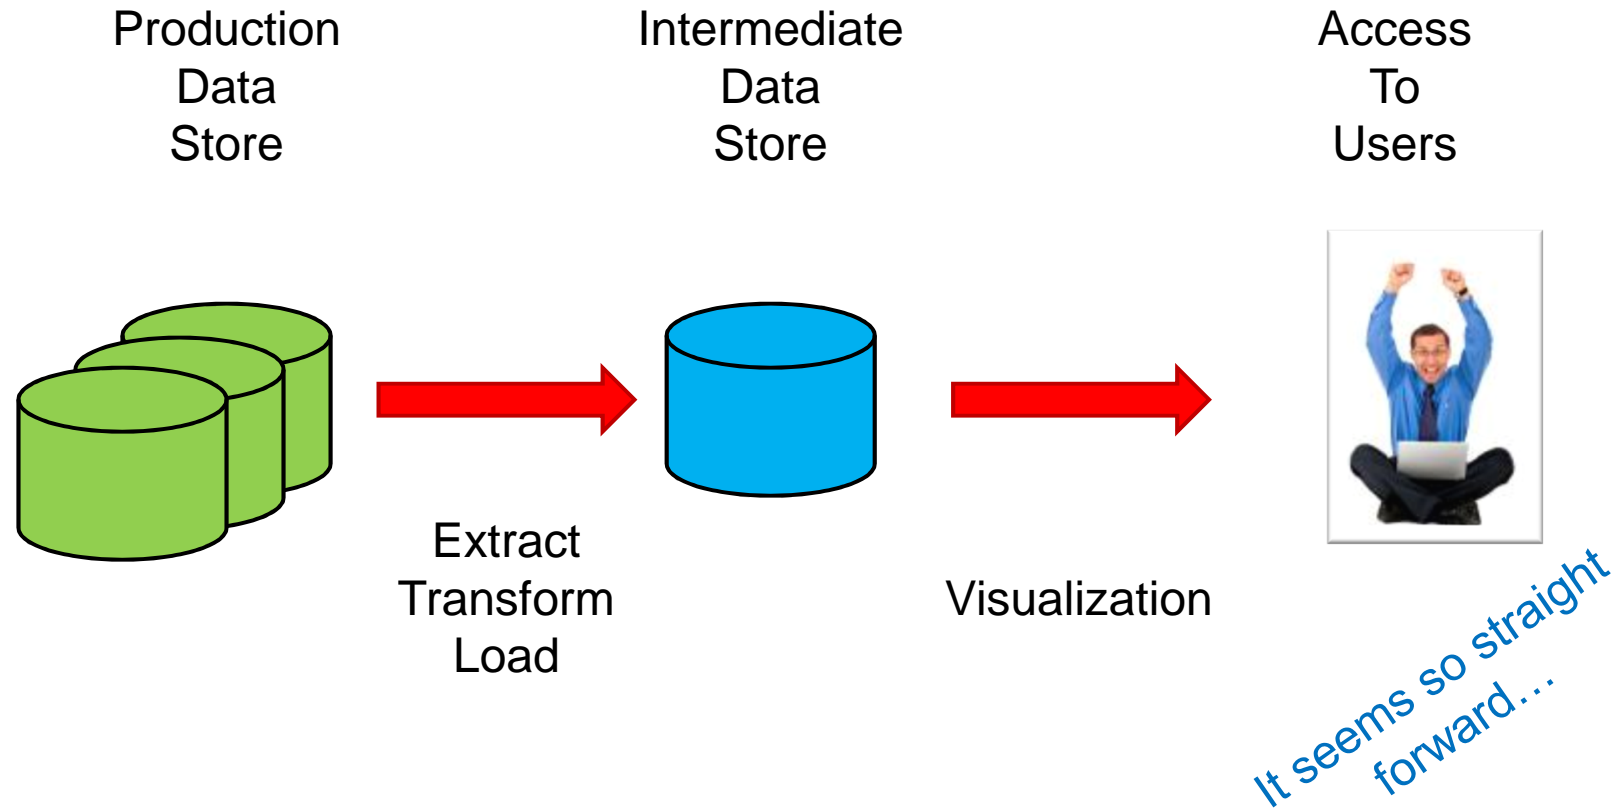 Production
Data
Store
Intermediate
Data
Store
Access
To
Users
Extract
Transform
Load
Visualization
It seems so straight
forward…